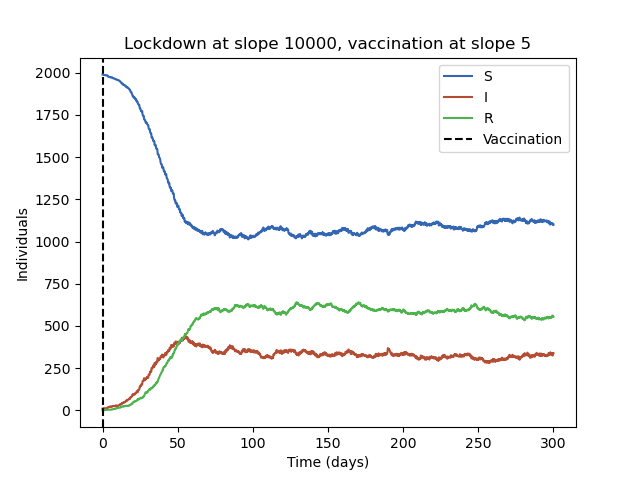 Lockdown at slope 10000, vaccination at slope 5
2000
1750
1500
1250
1000
750
500
250
0
Individuals
S
I
R
Vaccination
0 50 100 150 200 250 300
Time (days)